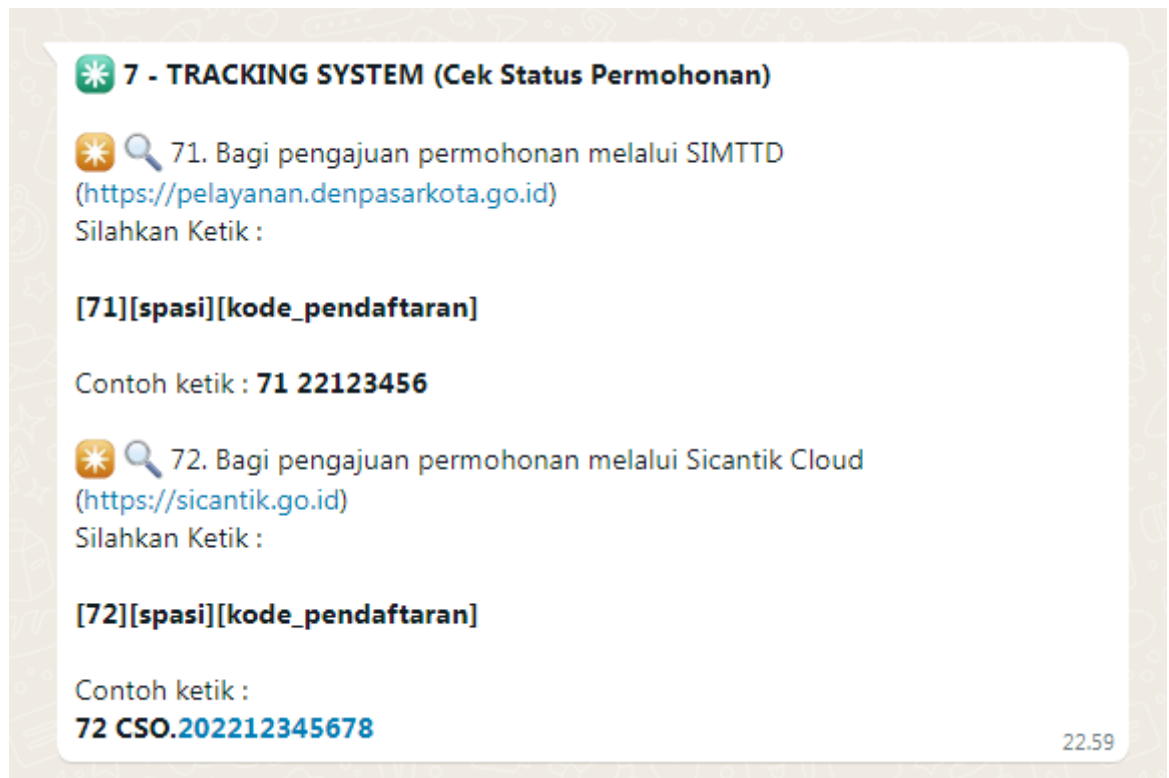 ✳️ 7 - TRACKING SYSTEM (Cek Status Permohonan)
✴️ 🔍 71. Bagi pengajuan permohonan melalui SIMTTD
(https://pelayanan.denpasarkota.go.id)
Silahkan Ketik :
[71][spasi][kode_pendaftaran]
Contoh ketik : 71 22123456
✴️ 🔍 72. Bagi pengajuan permohonan melalui Sicantik Cloud
(https://sicantik.go.id)
Silahkan Ketik :
[72][spasi][kode_pendaftaran]
Contoh ketik :
72 CSO.202212345678
22.59